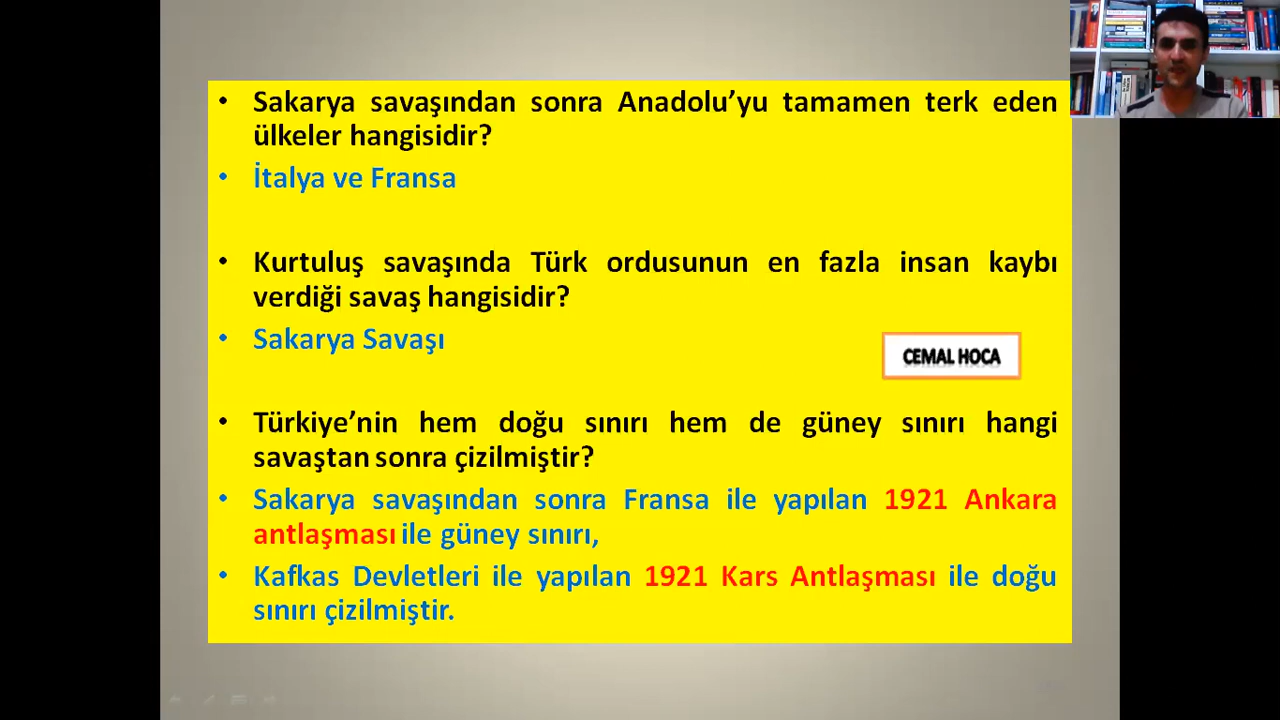 • Sakarya savaşından sonra Anadolu’yu tamamen terk eden
ülkeler hangisidir?
• İtalya ve Fransa
• Kurtuluş savaşında Türk ordusunun en fazla insan kaybı
verdiği savaş hangisidir?
• Sakarya Savaşı
CEMAL HOCA
• Türkiye’nin hem doğu sınırı hem de güney sınırı hangi
savaştan sonra çizilmiştir?
• Sakarya savaşından sonra Fransa ile yapılan 1921 Ankara
antlaşması ile güney sınırı,
• Kafkas Devletleri ile yapılan 1921 Kars Antlaşması ile doğu
sınırı çizilmiştir.